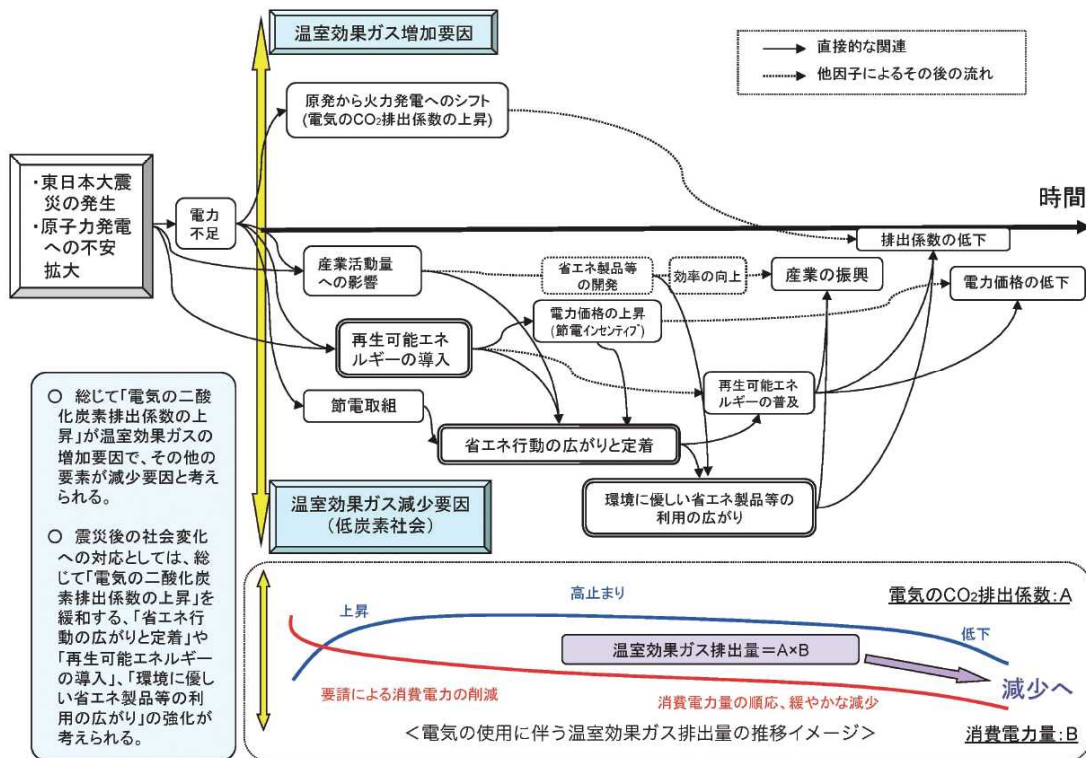 温室効果ガス増加要因
直接的な関連
他因子によるその後の流れ
原発から火力発電へのシフト
(電気のCO₂排出係数の上昇)
・東日本大震
災の発生
・原子力発電
への不安
拡大
電力
不足
時間
排出係数の低下
産業活動量
への影響
省エネ製品等
の開発
効率の向上
産業の振興
電力価格の低下
電力価格の上昇
(節電インセンティブ)
再生可能エネ
ルギーの導入
再生可能エネ
ルギーの普及
節電取組
省エネ行動の広がりと定着
環境に優しい省エネ製品等の
利用の広がり
温室効果ガス減少要因
(低炭素社会)
○ 総じて「電気の二酸
化炭素排出係数の上
昇」が温室効果ガスの
増加要因で、その他の
要素が減少要因と考え
られる。
○ 震災後の社会変化
への対応としては、総
じて「電気の二酸化炭
素排出係数の上昇」を
緩和する、「省エネ行
動の広がりと定着」や
「再生可能エネルギー
の導入」、「環境に優し
い省エネ製品等の利
用の広がり」の強化が
考えられる。
高止まり
電気のCO₂排出係数:A
上昇
低下
温室効果ガス排出量=A×B
減少へ
要請による消費電力の削減
消費電力量の順応、緩やかな減少
<電気の使用に伴う温室効果ガス排出量の推移イメージ>
消費電力量:B